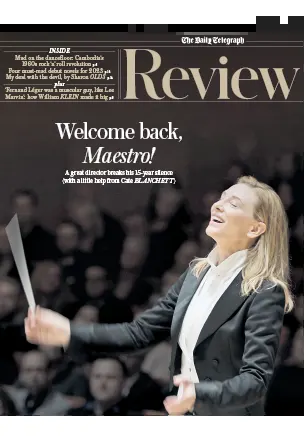 The Daily Telegraph
INSIDE
Mud on the dancefloor: Cambodia's
1960s rock'n'roll revolution p4
Four must-read debut novels for 2023 p14
My deal with the devil, by Sharon OLDS p18
plus
'Fernand Léger was a muscular guy, like Lee
Marvin': how William KLEIN made it big p8
Review
Welcome back,
Maestro!
A great director breaks his 15-year silence
(with a little help from Cate BLANCHETT)